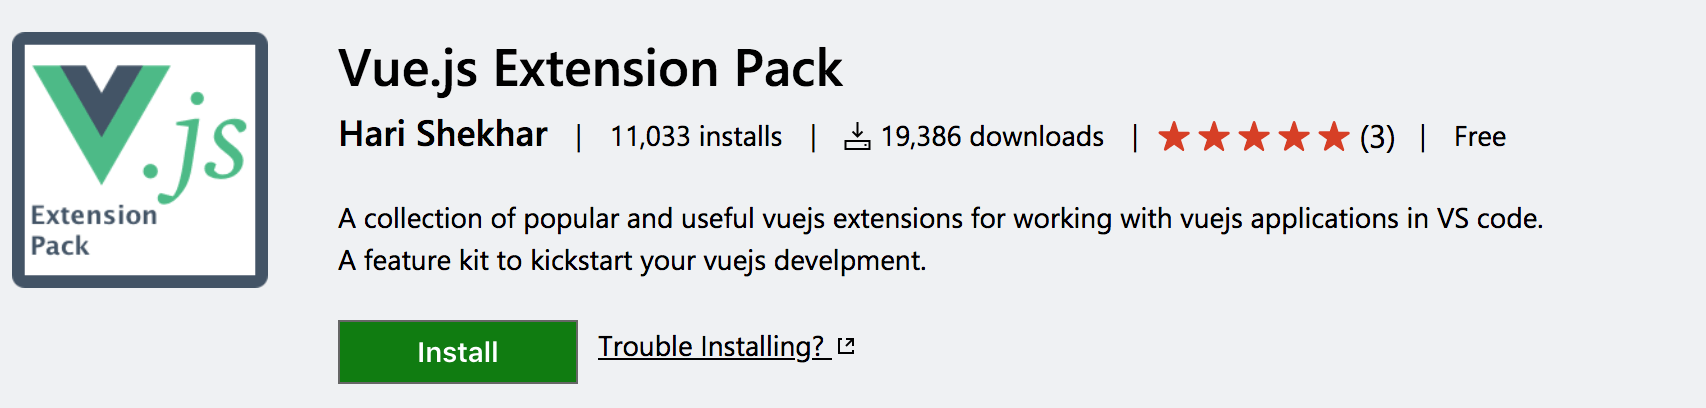 Vue.js Extension Pack
Hari Shekhar | 11,033 installs | 19,386 downloads | (3) | Free
V.js
Extension
Pack
A collection of popular and useful vuejs extensions for working with vuejs applications in VS code.
A feature kit to kickstart your vuejs develpment.
Install Trouble Installing?